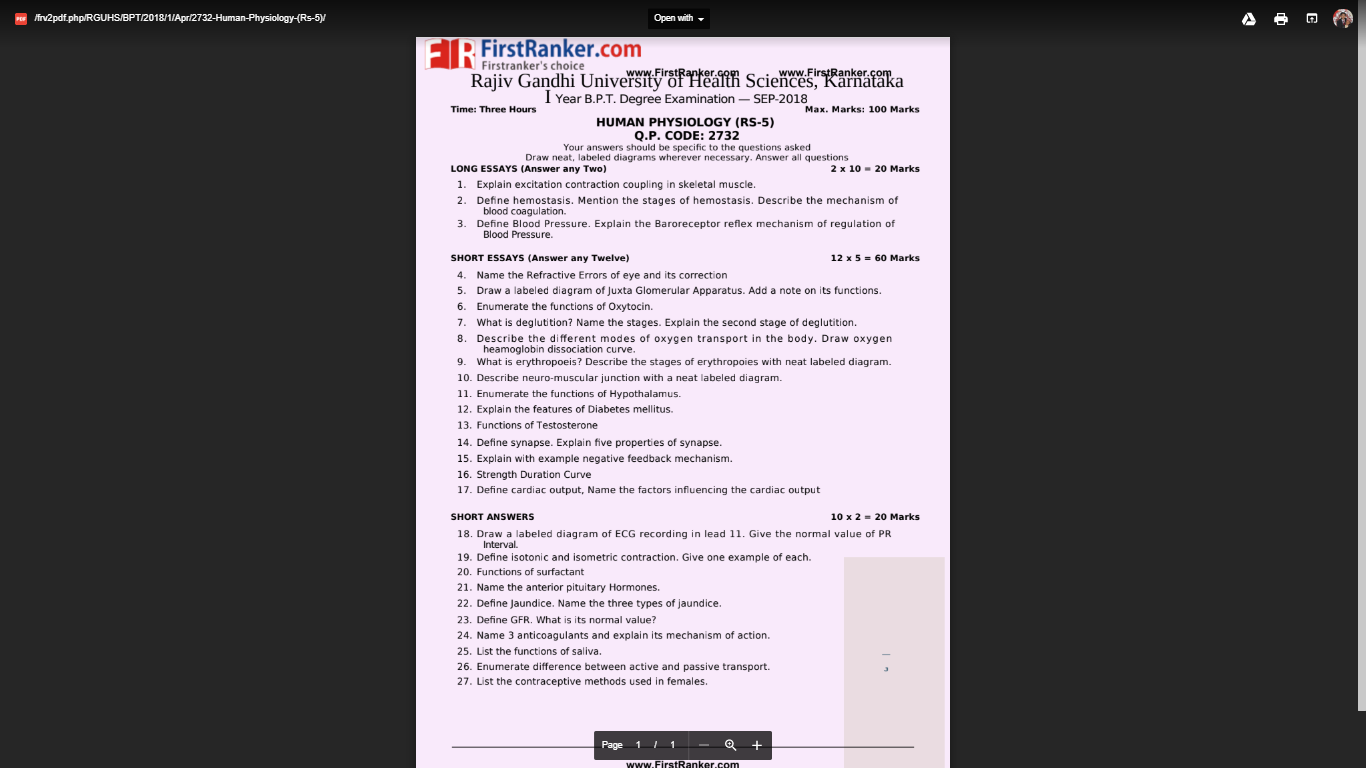 /frv2pdf.php/RGUHS/BPT/2018/1/Apr/2732-Human-Physiology-(Rs-5)/
Open with
FR FirstRanker.com
Firstranker's choice
www.FirstRanker.com www.FirstRanker.com
Rajiv Gandhi University of Health Sciences, Karnataka
I Year B.P.T. Degree Examination — SEP-2018
Time: Three Hours Max. Marks: 100 Marks
HUMAN PHYSIOLOGY (RS-5)
Q.P. CODE: 2732
Your answers should be specific to the questions asked
Draw neat, labeled diagrams wherever necessary. Answer all questions
LONG ESSAYS (Answer any Two) 2 x 10 = 20 Marks
1. Explain excitation contraction coupling in skeletal muscle.
2. Define hemostasis. Mention the stages of hemostasis. Describe the mechanism of
blood coagulation.
3. Define Blood Pressure. Explain the Baroreceptor reflex mechanism of regulation of
Blood Pressure.
SHORT ESSAYS (Answer any Twelve) 12 x 5 = 60 Marks
4. Name the Refractive Errors of eye and its correction
5. Draw a labeled diagram of Juxta Glomerular Apparatus. Add a note on its functions.
6. Enumerate the functions of Oxytocin.
7. What is deglutition? Name the stages. Explain the second stage of deglutition.
8. Describe the different modes of oxygen transport in the body. Draw oxygen
heamoglobin dissociation curve.
9. What is erythropoeis? Describe the stages of erythropoies with neat labeled diagram.
10. Describe neuro-muscular junction with a neat labeled diagram.
11. Enumerate the functions of Hypothalamus.
12. Explain the features of Diabetes mellitus.
13. Functions of Testosterone
14. Define synapse. Explain five properties of synapse.
15. Explain with example negative feedback mechanism.
16. Strength Duration Curve
17. Define cardiac output, Name the factors influencing the cardiac output
SHORT ANSWERS 10 x 2 = 20 Marks
18. Draw a labeled diagram of ECG recording in lead 11. Give the normal value of PR
Interval.
19. Define isotonic and isometric contraction. Give one example of each.
20. Functions of surfactant
21. Name the anterior pituitary Hormones.
22. Define Jaundice. Name the three types of jaundice.
23. Define GFR. What is its normal value?
24. Name 3 anticoagulants and explain its mechanism of action.
25. List the functions of saliva.
26. Enumerate difference between active and passive transport.
27. List the contraceptive methods used in females.
Page 1 / 1
www.FirstRanker.com